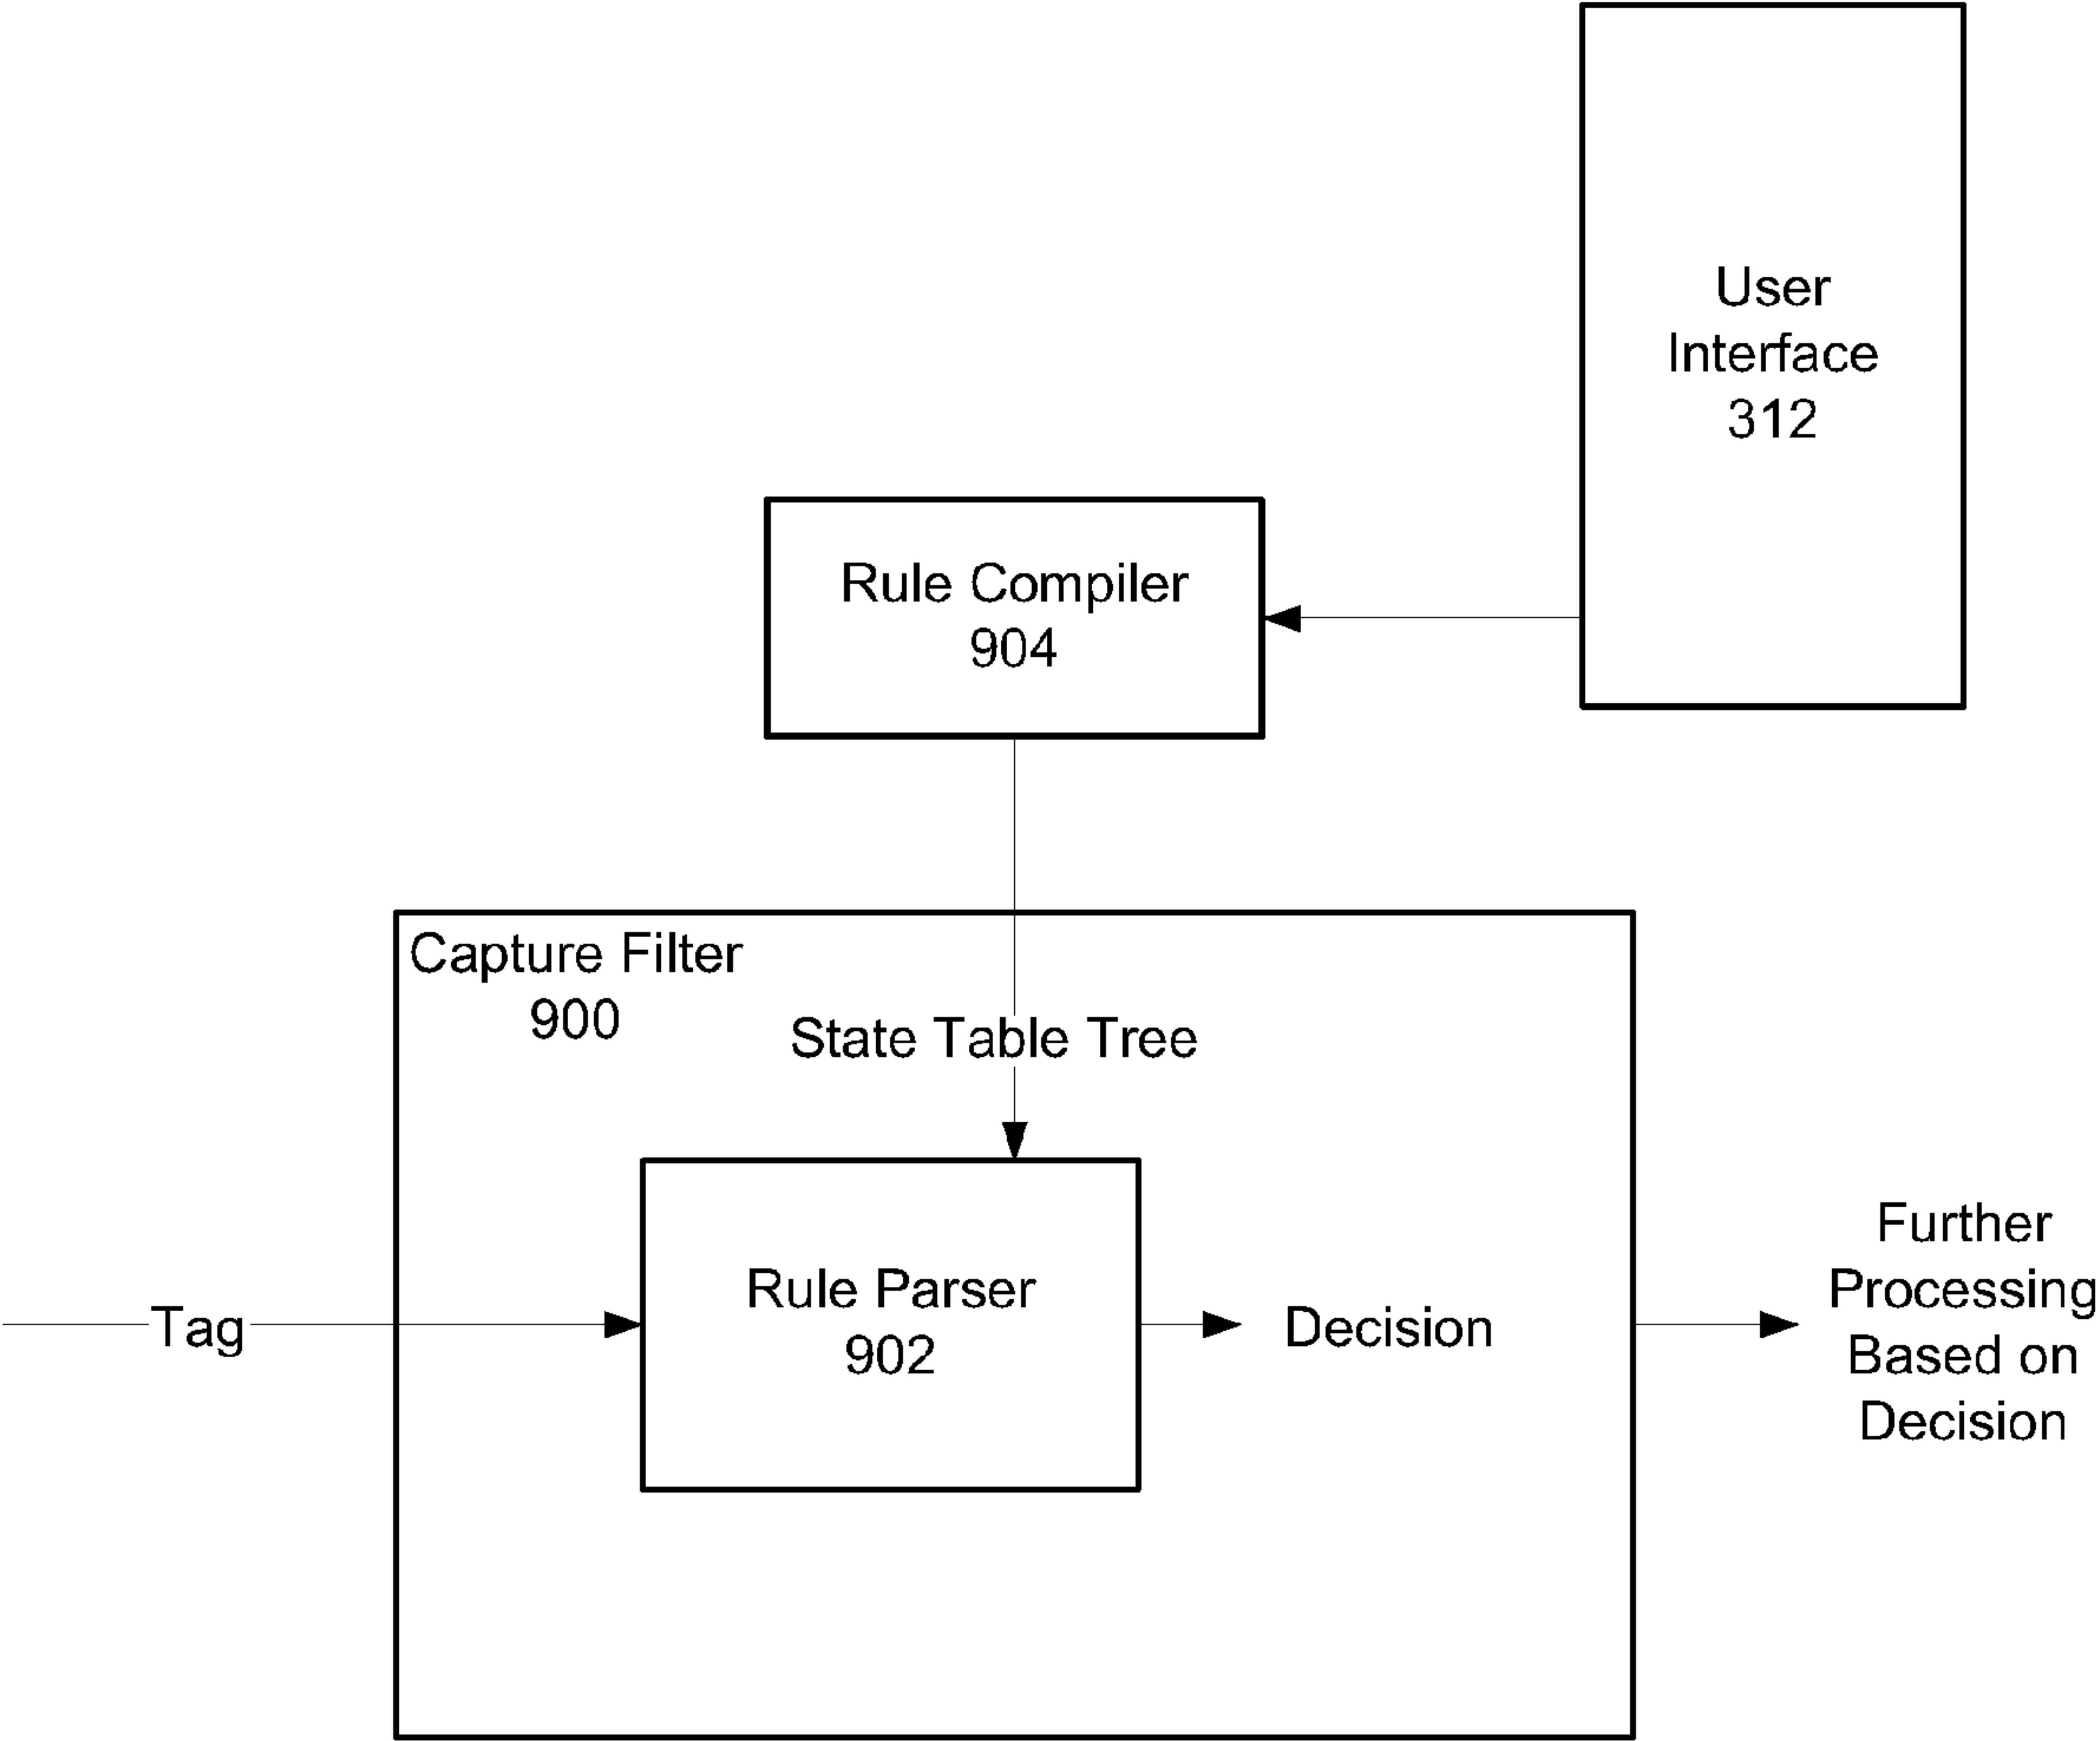 User
Interface
312
Rule Compiler
904
Capture Filter
900
State Table Tree
Rule Parser
902
Tag
Decision
Further
Processing
Based on
Decision